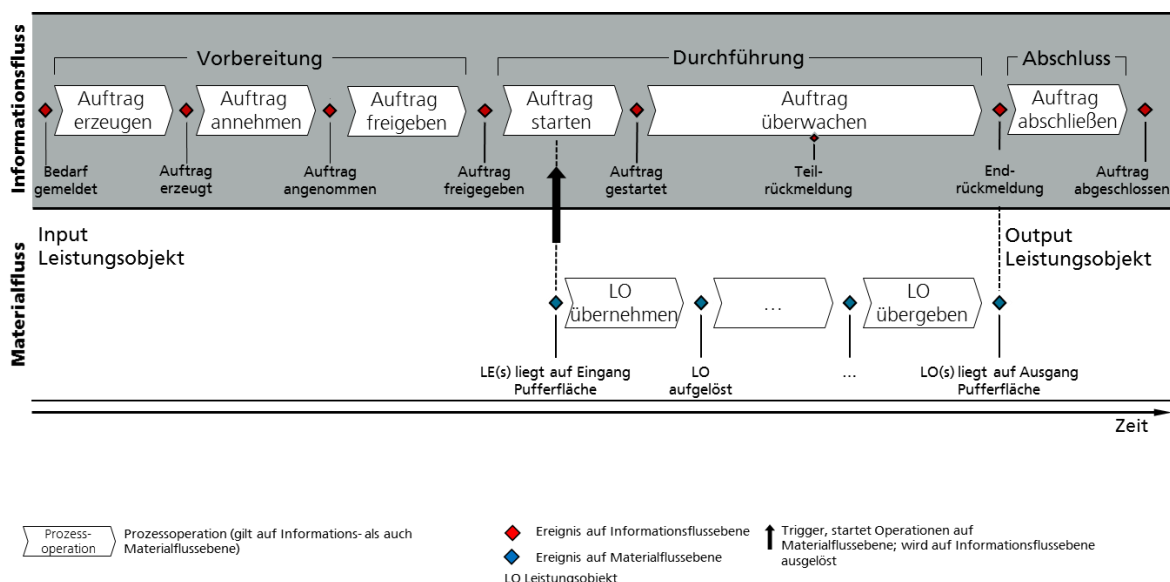 Informationsfluss
Vorbereitung
Durchführung
Abschluss
Auftrag
erzeugen
Auftrag
annehmen
Auftrag
freigeben
Auftrag
starten
Auftrag
überwachen
Auftrag
abschließen
Bedarf
gemeldet
Auftrag
erzeugt
Auftrag
angenommen
Auftrag
freigegeben
Auftrag
gestartet
Teil-
rückmeldung
End-
rückmeldung
Auftrag
abgeschlossen
Materialfluss
Input
Leistungsobjekt
Output
Leistungsobjekt
LO
übernehmen
...
LO
übergeben
LE(s) liegt auf Eingang
Pufferfläche
LO
aufgelöst
...
LO(s) liegt auf Ausgang
Pufferfläche
Zeit
Prozess-
operation
Prozessoperation (gilt auf Informations- als auch
Materialflussebene)
Ereignis auf Informationsflussebene
Ereignis auf Materialflussebene
LO Leistungsobjekt
Trigger, startet Operationen auf
Materialflussebene; wird auf Informationsflussebene
ausgelöst